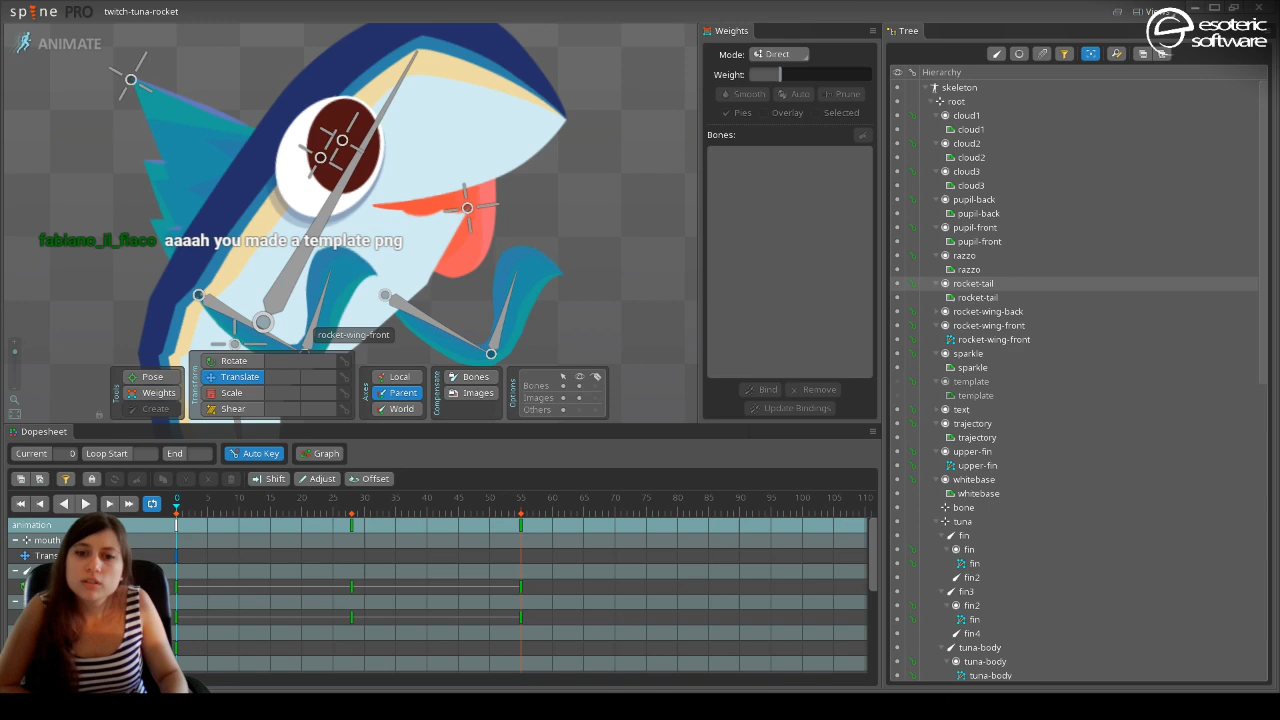 spine PRO twitch-tuna-rocket
Views
ANIMATE
esoteric
software
fabiano_il_fiaco aaaah you made a template png
rocket-wing-front
Tools
Pose
Weights
Create
Transform
Rotate
Translate
Scale
Shear
Axes
Local
Parent
World
Compensate
Bones
Images
Options
Bones
Images
Others
Weights
Mode: Direct
Weight:
Smooth Auto Prune
Pies Overlay Selected
Bones:
Bind Remove
Update Bindings
Tree
Hierarchy
skeleton
root
cloud1
cloud1
cloud2
cloud2
cloud3
cloud3
pupil-back
pupil-back
pupil-front
pupil-front
razzo
razzo
rocket-tail
rocket-tail
rocket-wing-back
rocket-wing-front
rocket-wing-front
sparkle
sparkle
template
template
text
trajectory
trajectory
upper-fin
upper-fin
whitebase
whitebase
bone
tuna
fin
fin
fin
fin2
fin3
fin2
fin
fin4
tuna-body
tuna-body
tuna-body
Dopesheet
Current 0 Loop Start End Auto Key Graph
Shift Adjust Offset
0 5 10 15 20 25 30 35 40 45 50 55 60 65 70 75 80 85 90 95 100 105 110
animation
mouth
Trans